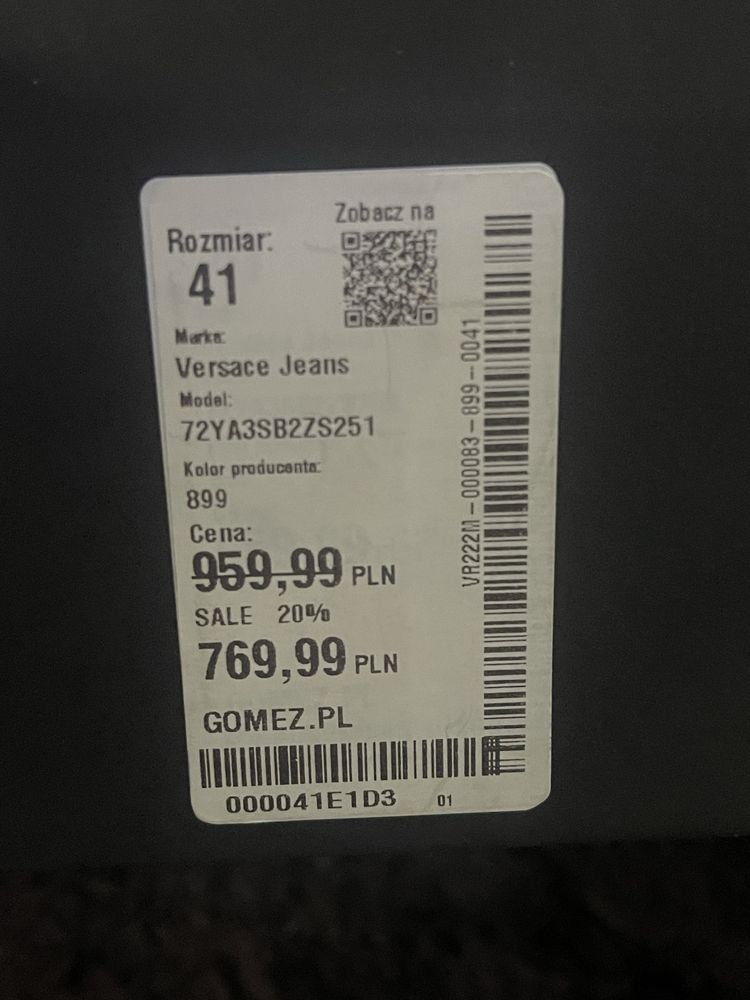 Zobacz na
Rozmiar:
41
Marka:
Versace Jeans
Model:
72YA3SB2ZS251
Kolor producenta:
899
Cena:
959,99 PLN
SALE 20%
769,99 PLN
GOMEZ.PL
000041E1D3 01
VR222M-000083-899-0041